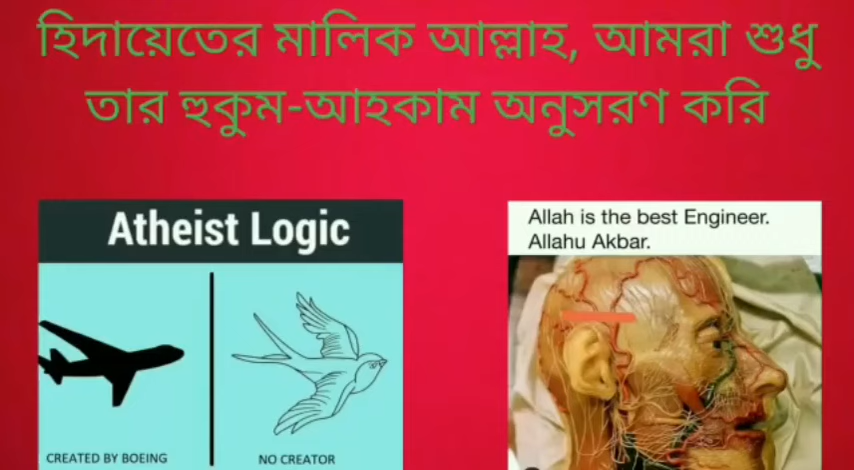 হিদায়েতের মালিক আল্লাহ, আমরা শুধু
তার হুকুম-আহকাম অনুসরণ করি
Atheist Logic
CREATED BY BOEING
NO CREATOR
Allah is the best Engineer.
Allahu Akbar.